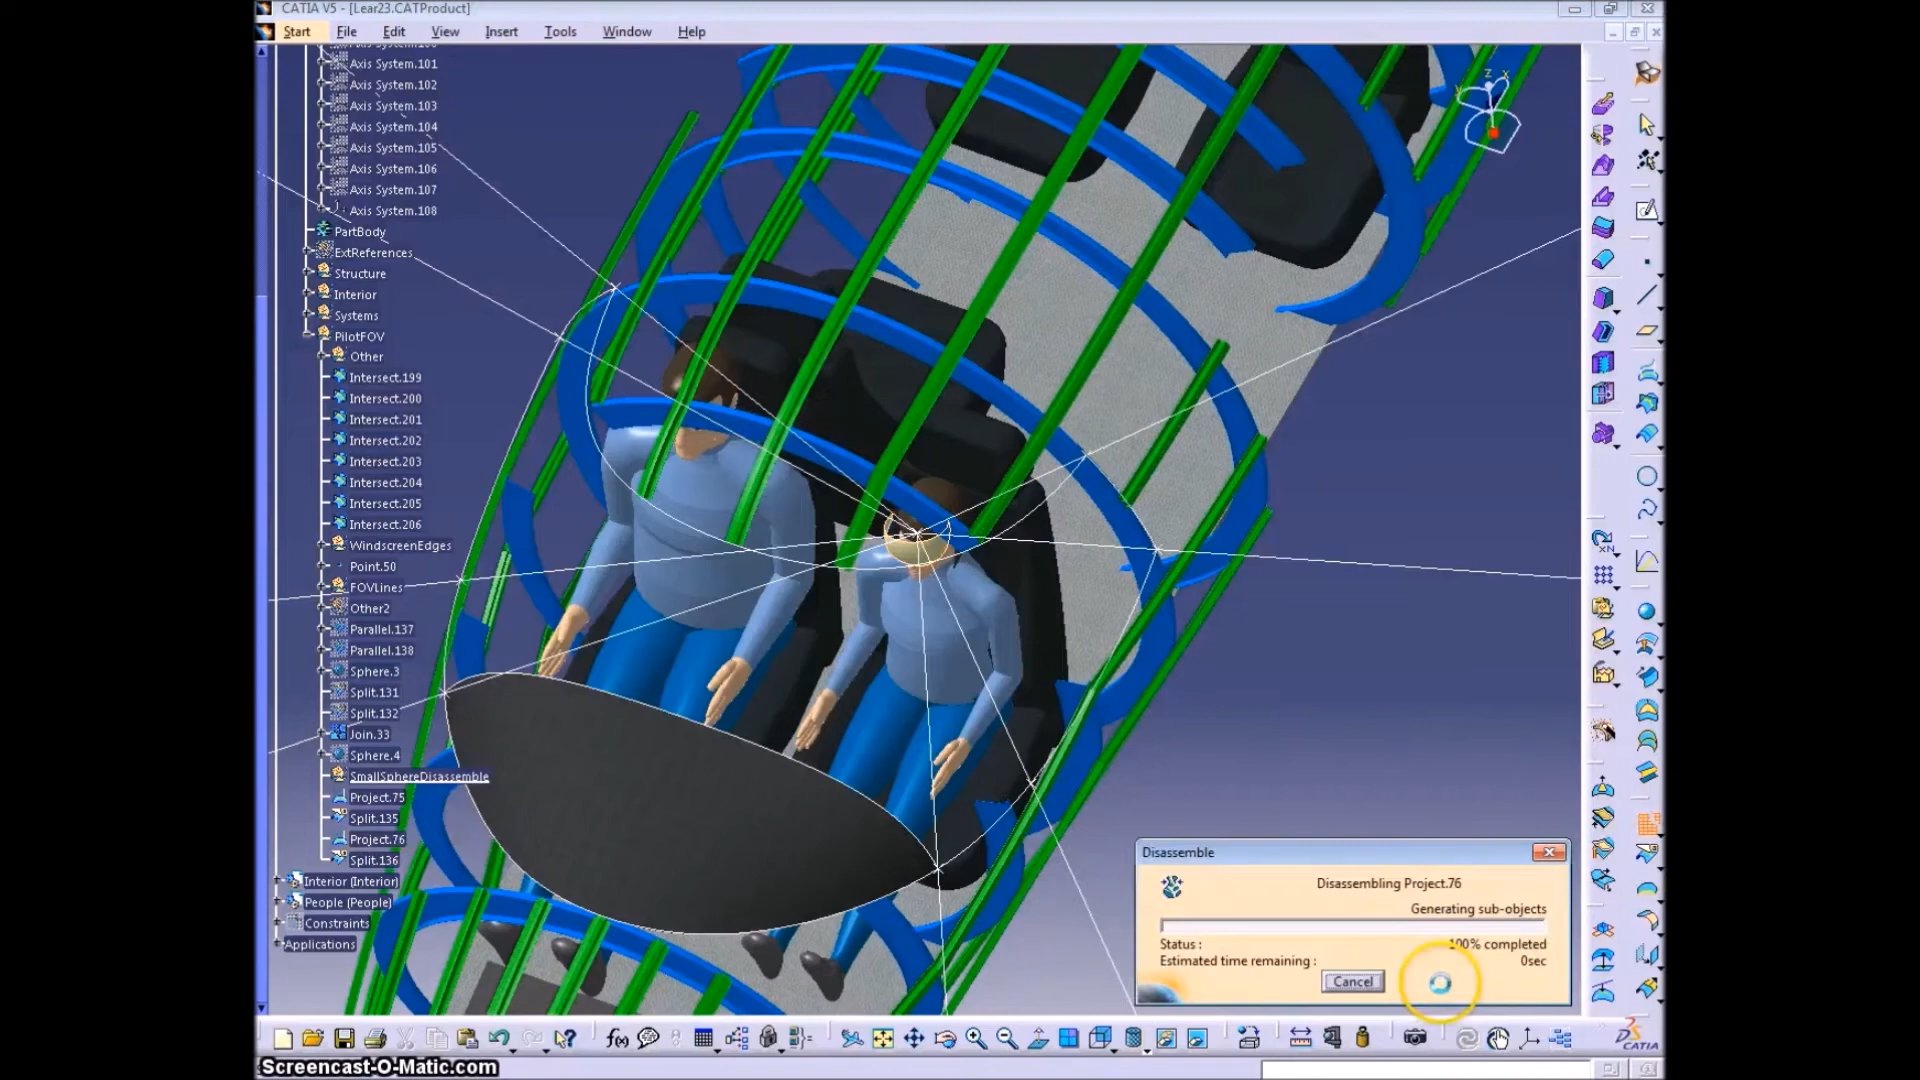 CATIA V5 - [Lear23.CATProduct]
Start File Edit View Insert Tools Window Help
Axis System.101
Axis System.102
Axis System.103
Axis System.104
Axis System.105
Axis System.106
Axis System.107
Axis System.108
PartBody
ExtReferences
Structure
Interior
Systems
PilotFOV
Other
Intersect.199
Intersect.200
Intersect.201
Intersect.202
Intersect.203
Intersect.204
Intersect.205
Intersect.206
WindscreenEdges
Point.50
FOVLines
Other2
Parallel.137
Parallel.138
Sphere.3
Split.131
Split.132
Join.33
Sphere.4
SmallSphereDisassemble
Project.75
Split.135
Project.76
Split.136
Interior (Interior)
People (People)
Constraints
Applications
z x
Disassemble
Disassembling Project.76
Generating sub-objects
Status : 100% completed
Estimated time remaining : 0sec
Cancel
f(x)
CATIA
Screencast-O-Matic.com